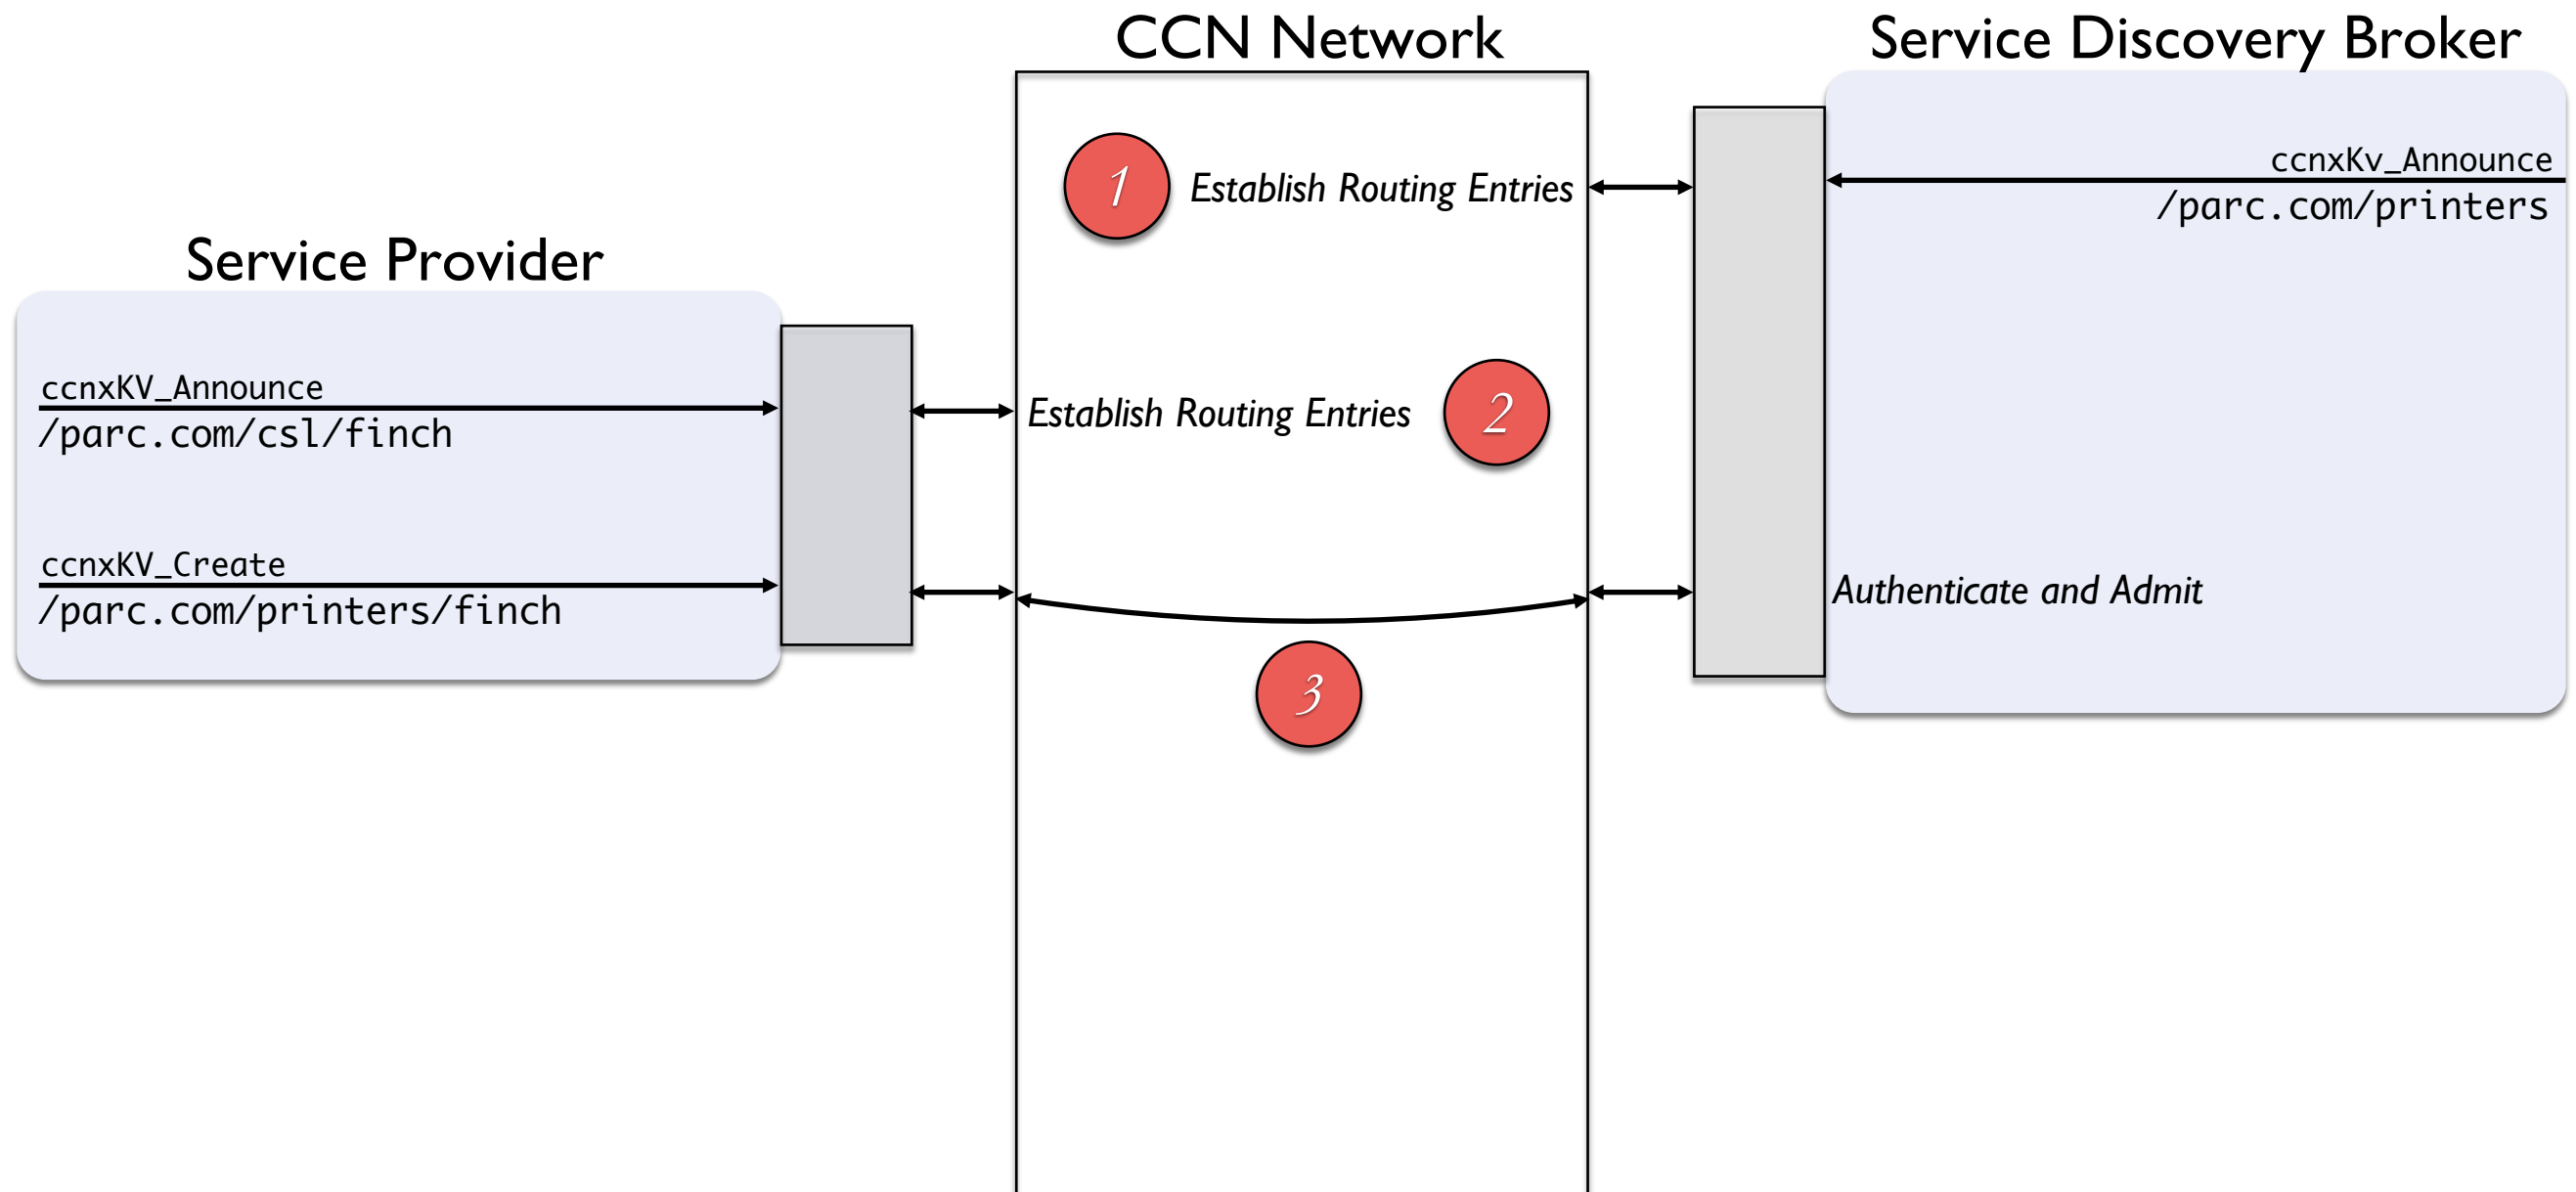 CCN Network
Service Discovery Broker
1
Establish Routing Entries
ccnxKv_Announce
/parc.com/printers
Service Provider
ccnxKV_Announce
/parc.com/csl/finch
Establish Routing Entries
2
ccnxKV_Create
/parc.com/printers/finch
Authenticate and Admit
3